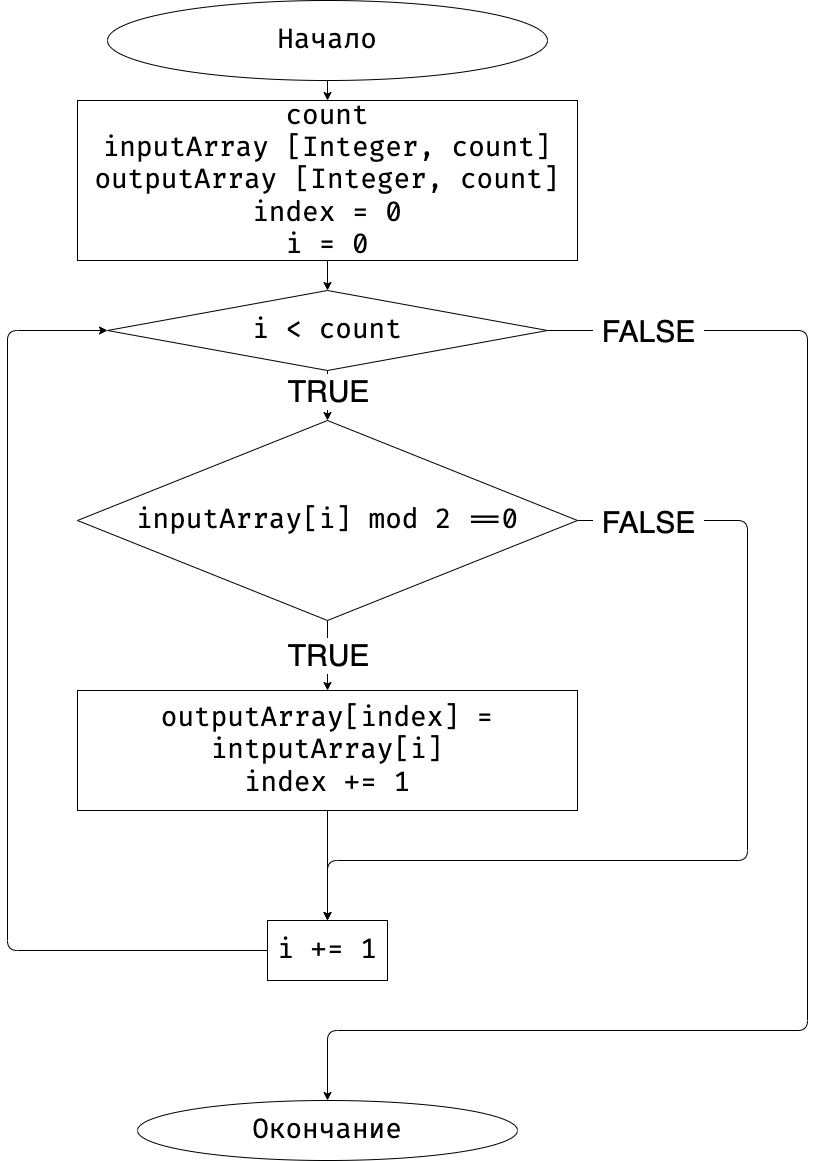 Начало
count
inputArray [Integer, count]
outputArray [Integer, count]
index = 0
i = 0
i < count
FALSE
TRUE
inputArray[i] mod 2 ==0
FALSE
TRUE
outputArray[index] =
intputArray[i]
index += 1
i += 1
Окончание